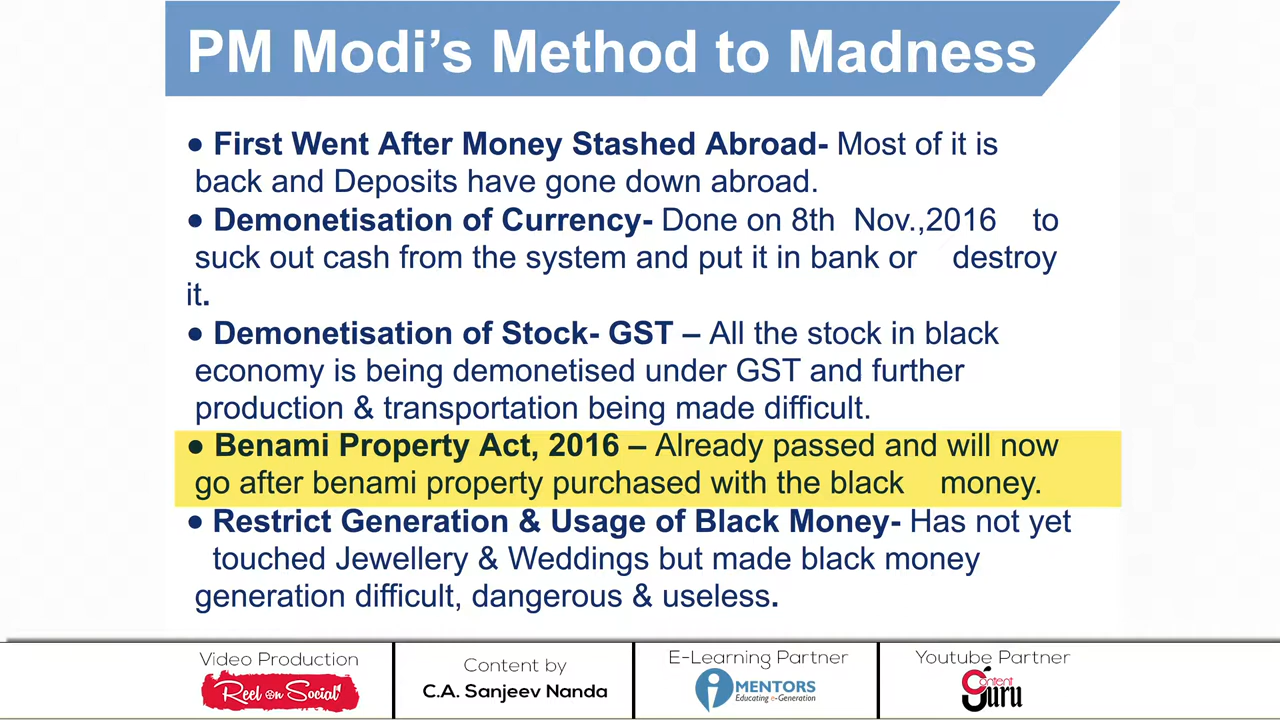 PM Modi’s Method to Madness
● First Went After Money Stashed Abroad- Most of it is
back and Deposits have gone down abroad.
● Demonetisation of Currency- Done on 8th Nov.,2016 to
suck out cash from the system and put it in bank or destroy
it.
● Demonetisation of Stock- GST – All the stock in black
economy is being demonetised under GST and further
production & transportation being made difficult.
● Benami Property Act, 2016 – Already passed and will now
go after benami property purchased with the black money.
● Restrict Generation & Usage of Black Money- Has not yet
touched Jewellery & Weddings but made black money
generation difficult, dangerous & useless.
Video Production
Reel on Social
Content by
C.A. Sanjeev Nanda
E-Learning Partner
iMENTORS
Educating e-Generation
Youtube Partner
Content Guru